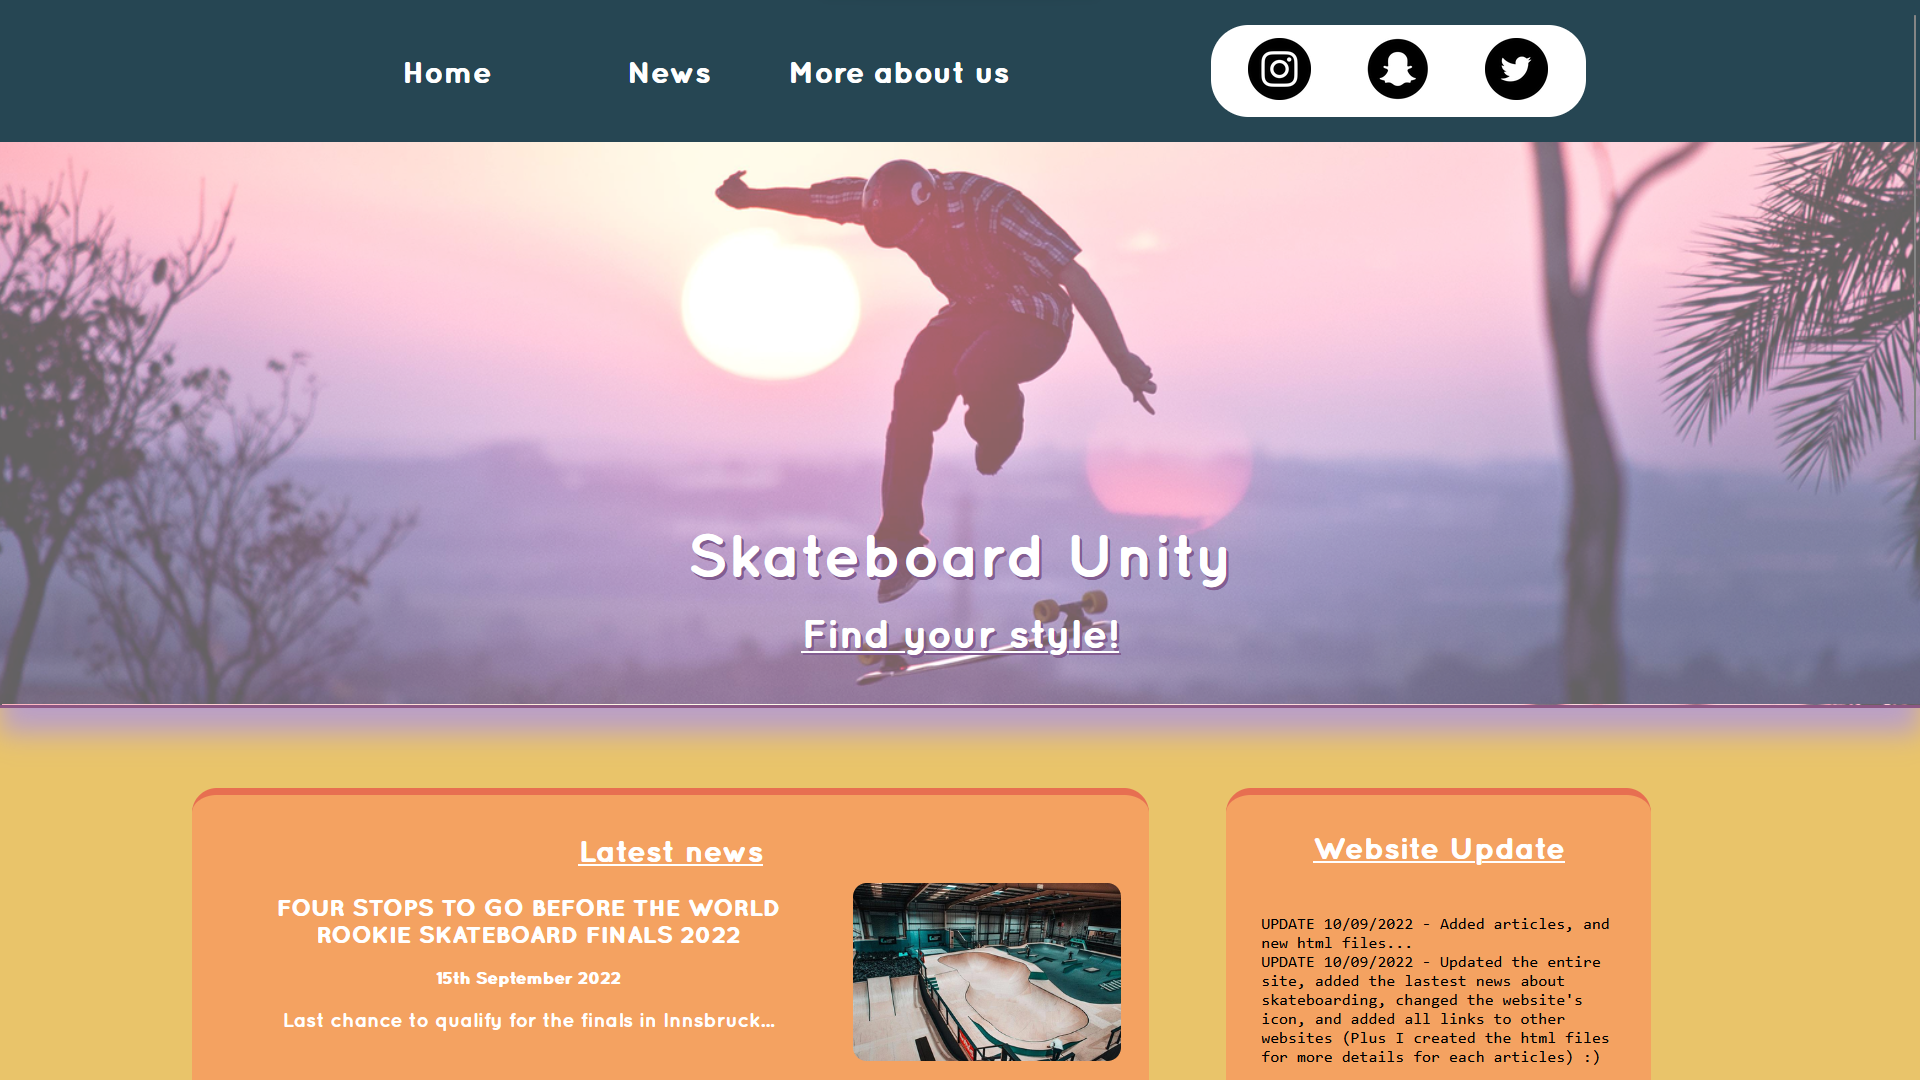 Home
News
More about us
Skateboard Unity
Find your style!
Latest news
FOUR STOPS TO GO BEFORE THE WORLD
ROOKIE SKATEBOARD FINALS 2022
15th September 2022
Last chance to qualify for the finals in Innsbruck...
Website Update
UPDATE 10/09/2022 - Added articles, and
new html files...
UPDATE 10/09/2022 - Updated the entire
site, added the lastest news about
skateboarding, changed the website's
icon, and added all links to other
websites (Plus I created the html files
for more details for each articles) :)